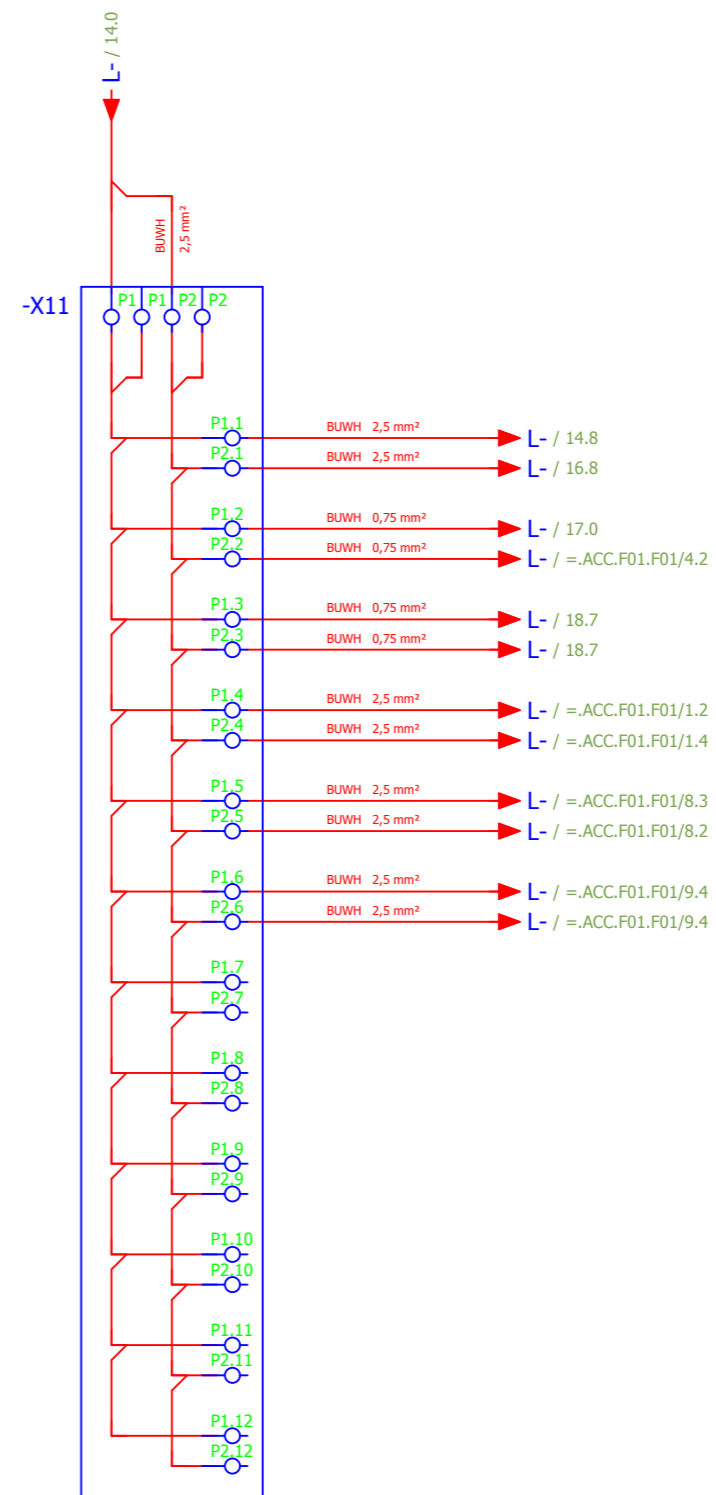 L- / 14.0
BUWH
2,5 mm²
-X11
P1 P1 P2 P2
P1.1 BUWH 2,5 mm² L- / 14.8
P2.1 BUWH 2,5 mm² L- / 16.8
P1.2 BUWH 0,75 mm² L- / 17.0
P2.2 BUWH 0,75 mm² L- / =.ACC.F01.F01/4.2
P1.3 BUWH 0,75 mm² L- / 18.7
P2.3 BUWH 0,75 mm² L- / 18.7
P1.4 BUWH 2,5 mm² L- / =.ACC.F01.F01/1.2
P2.4 BUWH 2,5 mm² L- / =.ACC.F01.F01/1.4
P1.5 BUWH 2,5 mm² L- / =.ACC.F01.F01/8.3
P2.5 BUWH 2,5 mm² L- / =.ACC.F01.F01/8.2
P1.6 BUWH 2,5 mm² L- / =.ACC.F01.F01/9.4
P2.6 BUWH 2,5 mm² L- / =.ACC.F01.F01/9.4
P1.7
P2.7
P1.8
P2.8
P1.9
P2.9
P1.10
P2.10
P1.11
P2.11
P1.12
P2.12